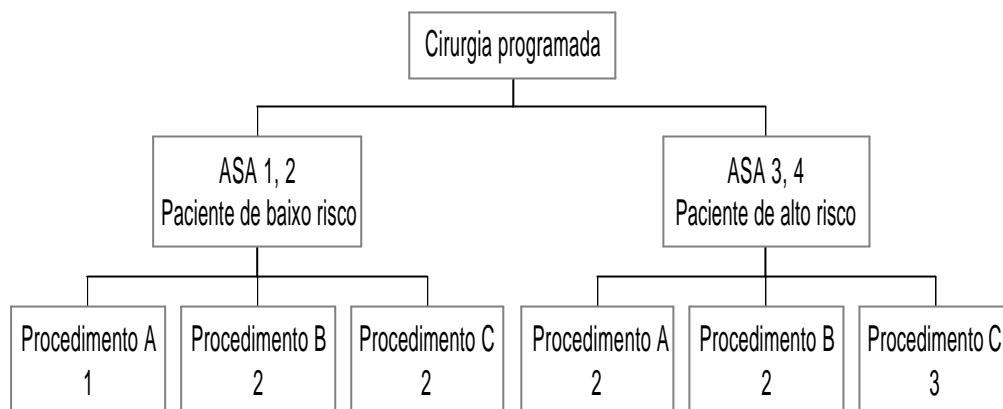 Cirurgia programada
ASA 1, 2
Paciente de baixo risco
ASA 3, 4
Paciente de alto risco
Procedimento A
1
Procedimento B
2
Procedimento C
2
Procedimento A
2
Procedimento B
2
Procedimento C
3